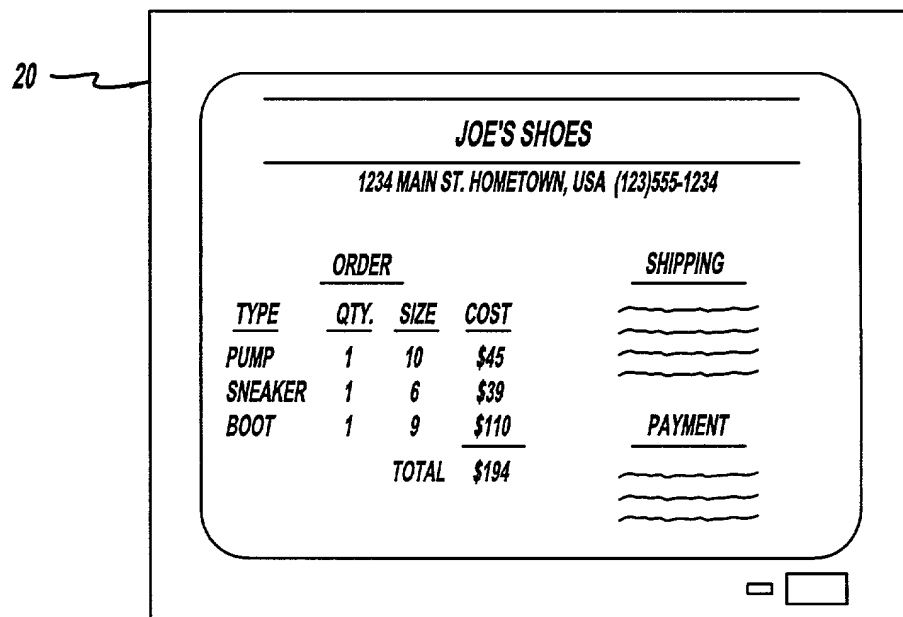 20
JOE'S SHOES
1234 MAIN ST. HOMETOWN, USA (123)555-1234
ORDER
TYPE QTY. SIZE COST
PUMP 1 10 $45
SNEAKER 1 6 $39
BOOT 1 9 $110
TOTAL $194
SHIPPING
PAYMENT